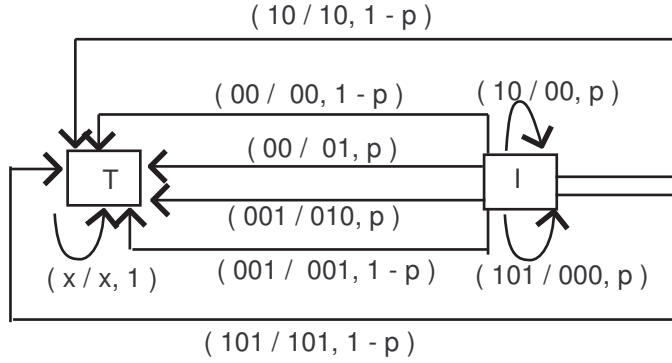 ( 10 / 10, 1 - p )
( 00 / 00, 1 - p )
( 10 / 00, p )
( 00 / 01, p )
T
I
( 001 / 010, p )
( x / x, 1 )
( 001 / 001, 1 - p )
( 101 / 000, p )
( 101 / 101, 1 - p )